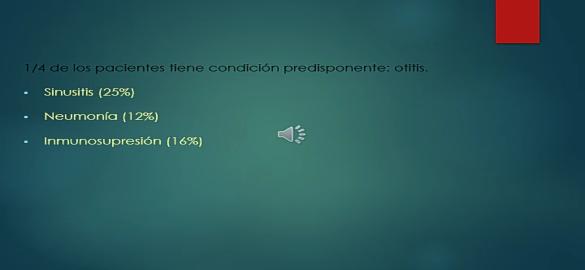 1/4 de los pacientes tiene condición predisponente: otitis.
Sinusitis (25%)
Neumonía (12%)
Inmunosupresión (16%)